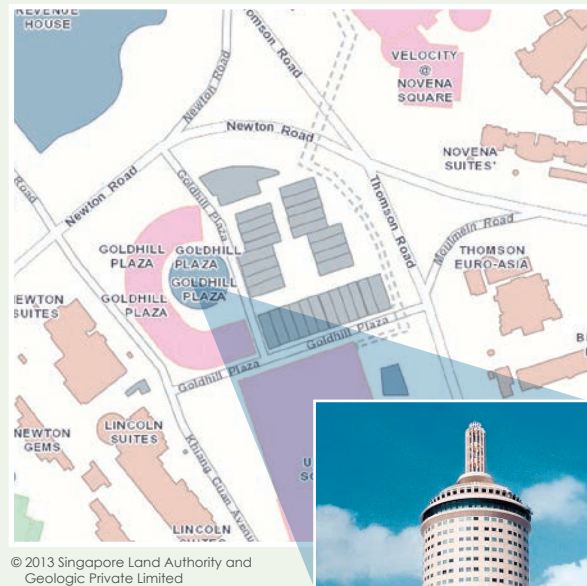 REVENUE
HOUSE
Thomson Road
VELOCITY
@
NOVENA
SQUARE
Newton Road
Newton Road
NOVENA
SUITES'
Road
Newton Road
Goldhill Plaza
Thomson Road
Moulmein Road
GOLDHILL
PLAZA
GOLDHILL
PLAZA
GOLDHILL
PLAZA
GOLDHILL
PLAZA
THOMSON
EURO-ASIA
NEWTON
SUITES
Goldhill Plaza
Goldhill Plaza
NEWTON
GEMS
LINCOLN
SUITES
Khiang Guan Avenue
LINCOLN
© 2013 Singapore Land Authority and
Geologic Private Limited